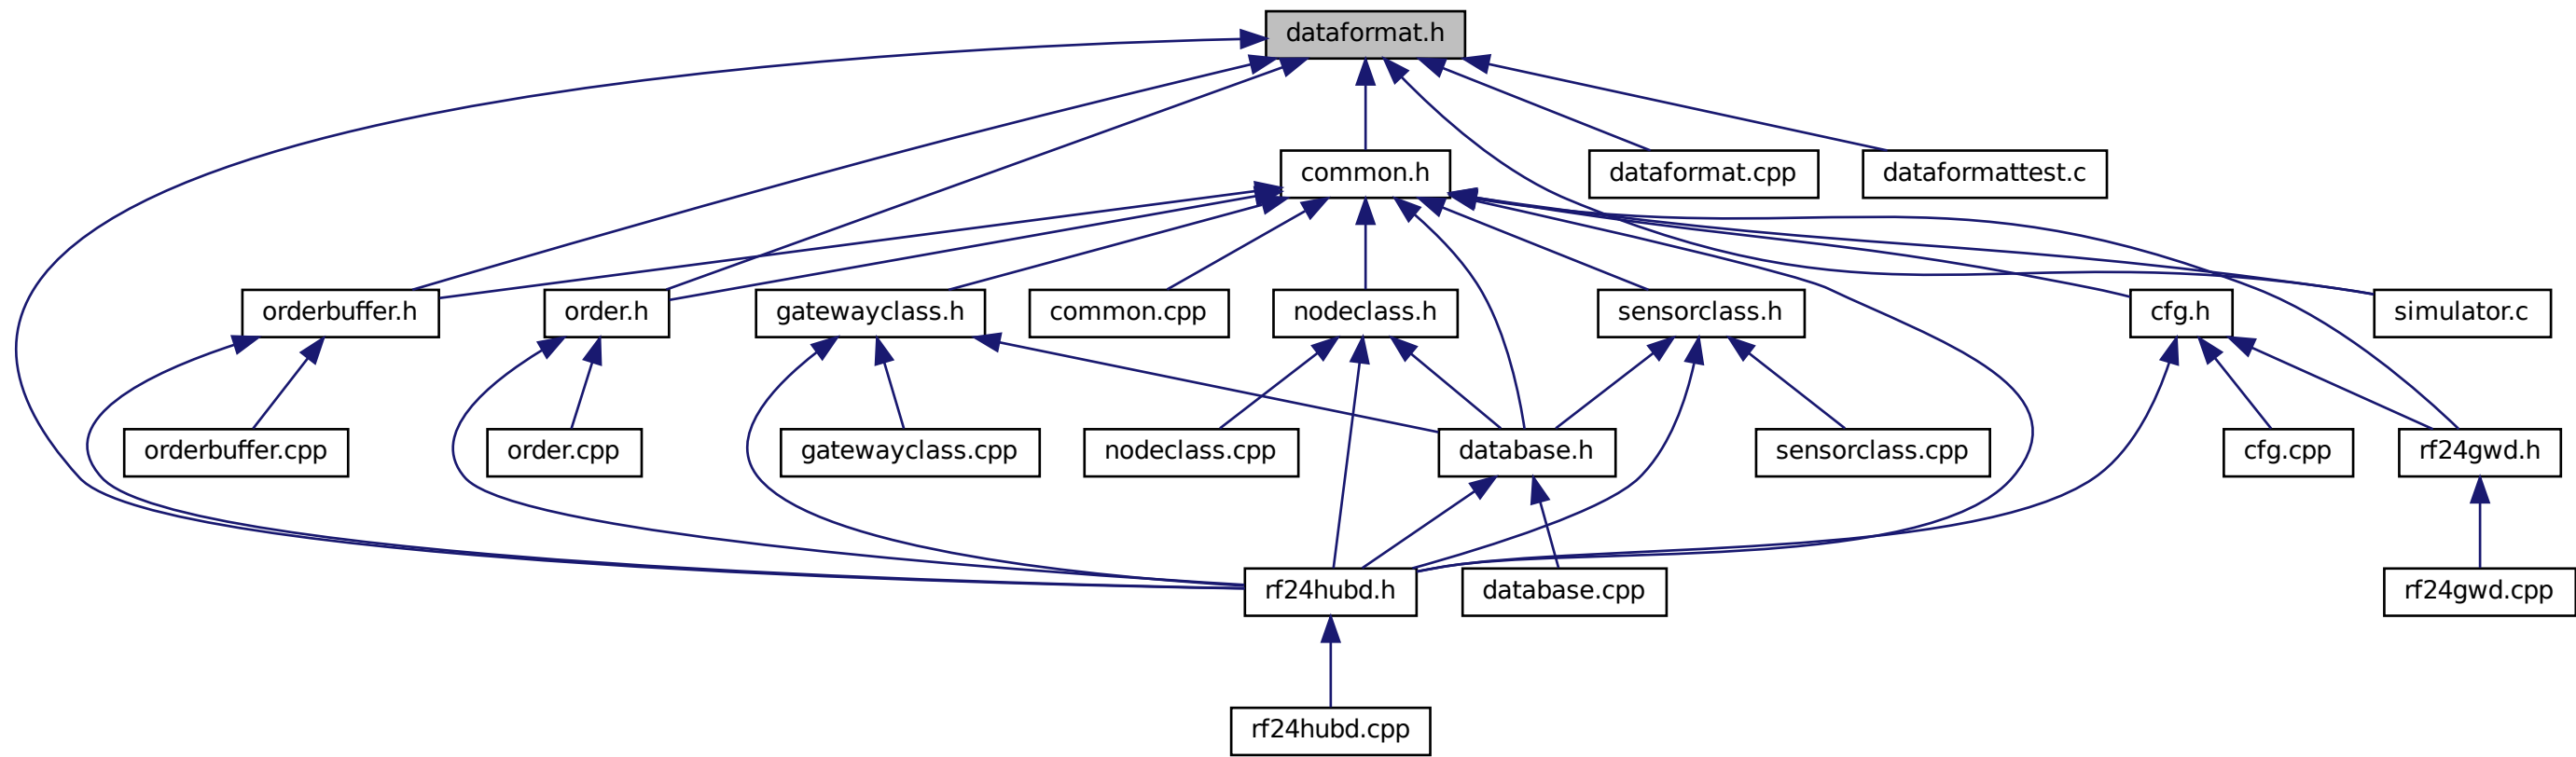 dataformat.h
common.h
dataformat.cpp
dataformattest.c
orderbuffer.h
order.h
gatewayclass.h
common.cpp
nodeclass.h
sensorclass.h
cfg.h
simulator.c
orderbuffer.cpp
order.cpp
gatewayclass.cpp
nodeclass.cpp
database.h
sensorclass.cpp
cfg.cpp
rf24gwd.h
rf24hubd.h
database.cpp
rf24gwd.cpp
rf24hubd.cpp